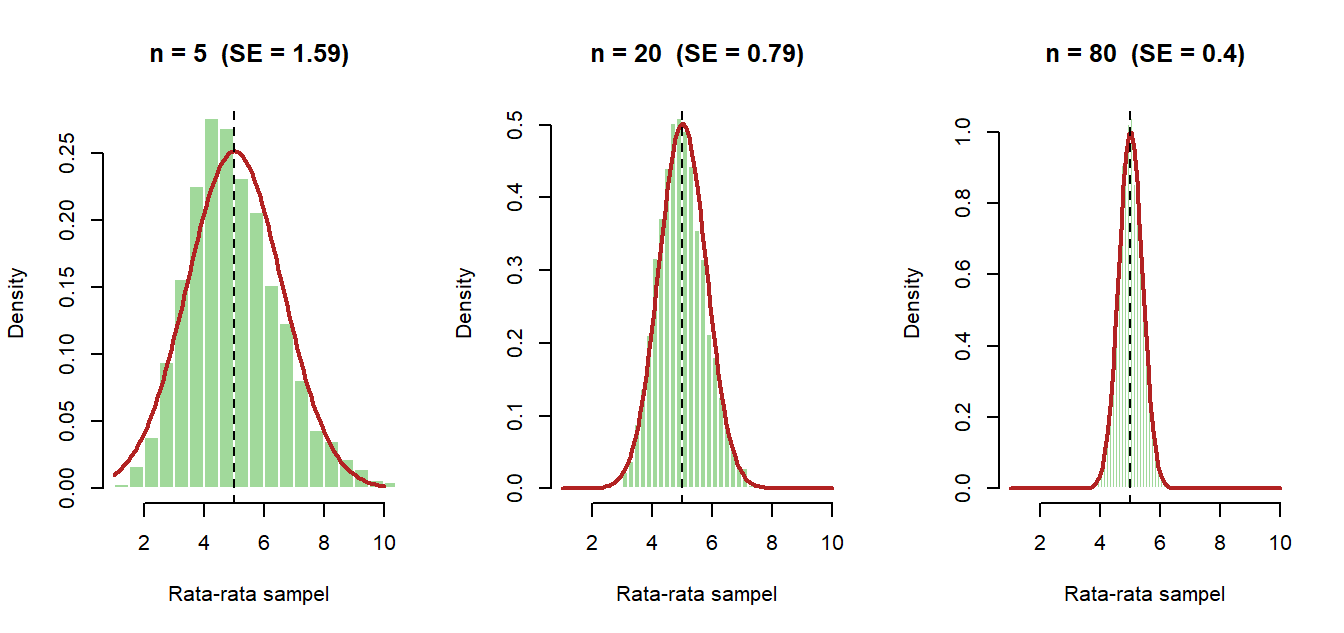 n = 5  (SE = 1.59)
Density
0.00 0.05 0.10 0.15 0.20 0.25
2 4 6 8 10
Rata-rata sampel
n = 20  (SE = 0.79)
Density
0.0 0.1 0.2 0.3 0.4 0.5
2 4 6 8 10
Rata-rata sampel
n = 80  (SE = 0.4)
Density
0.0 0.2 0.4 0.6 0.8 1.0
2 4 6 8 10
Rata-rata sampel